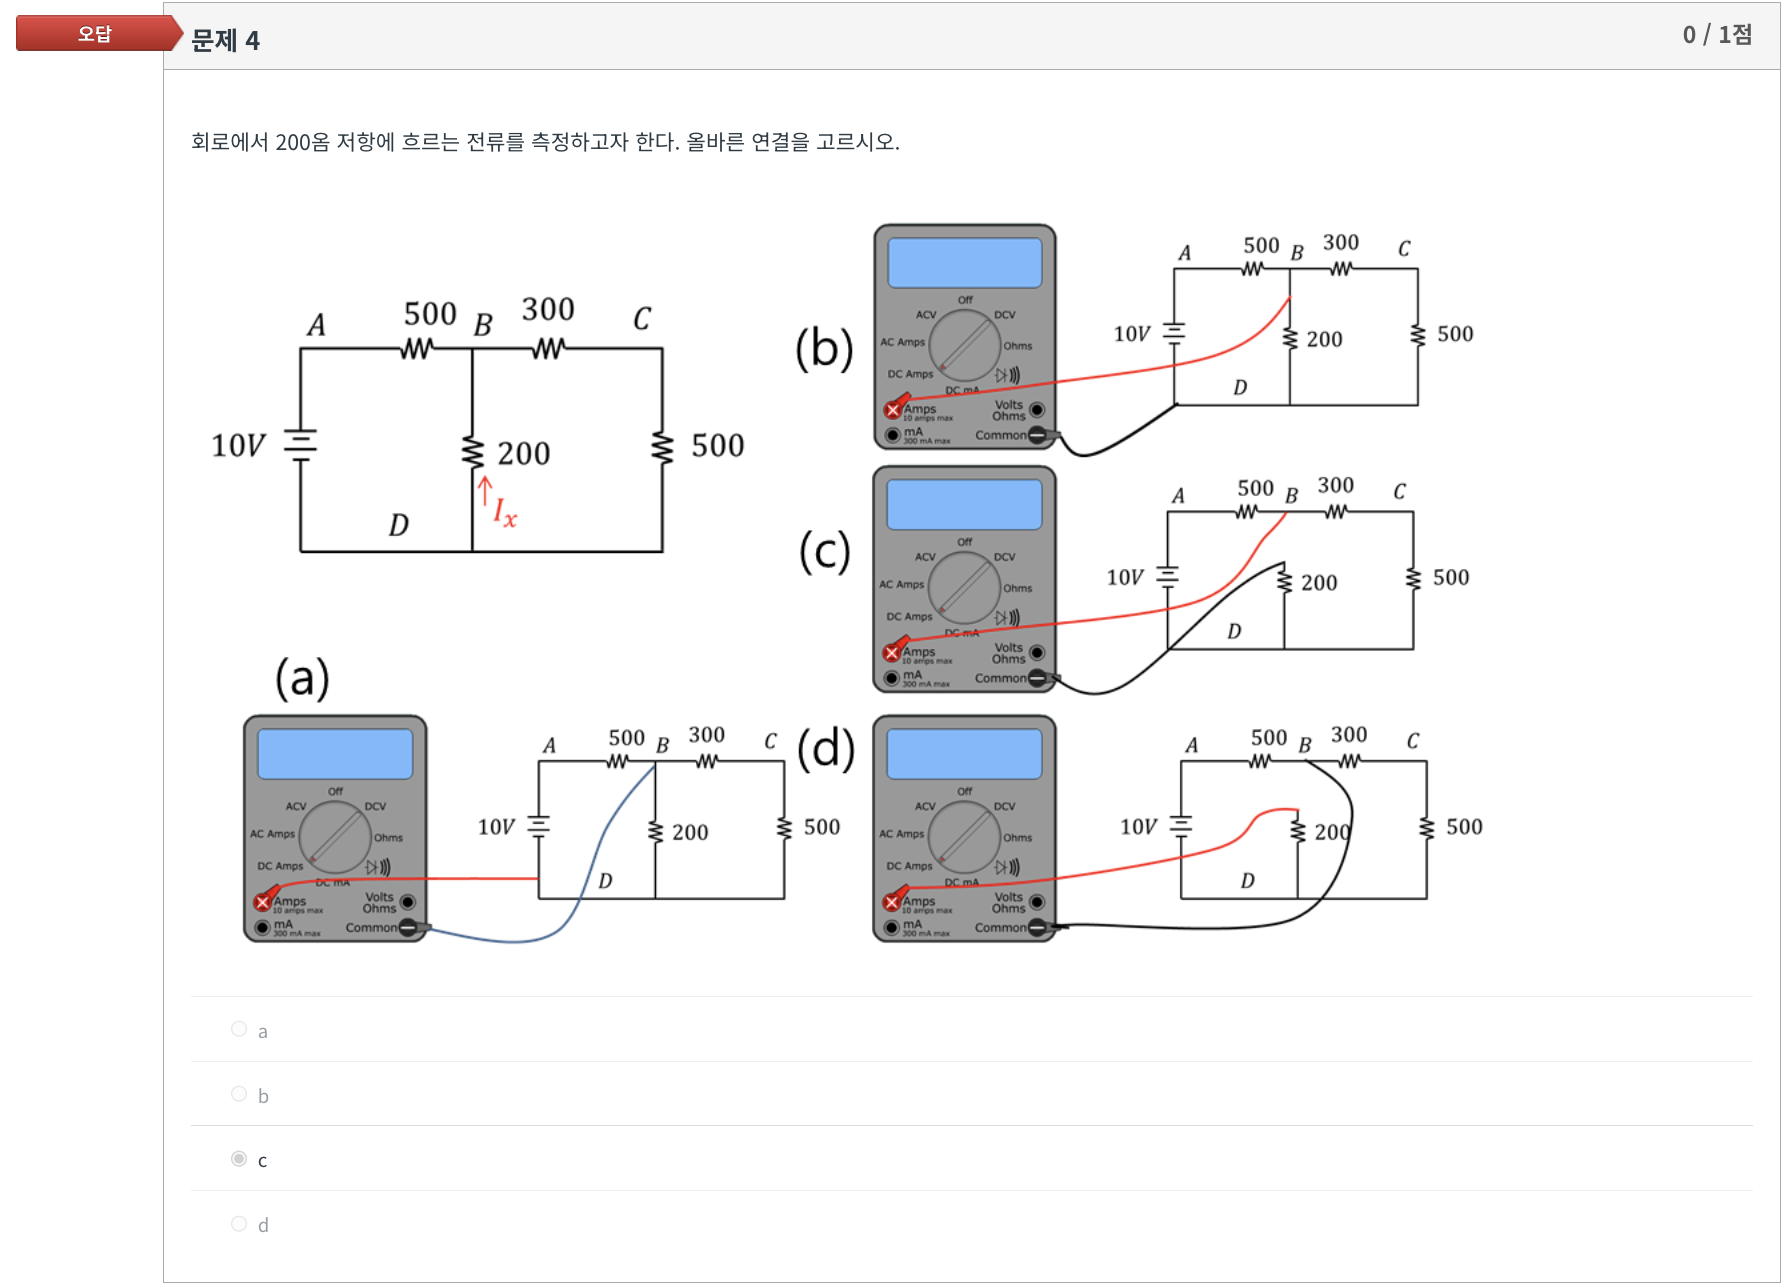 오답
문제 4
0 / 1점
회로에서 200옴 저항에 흐르는 전류를 측정하고자 한다. 올바른 연결을 고르시오.
A 500 B 300 C
10V 200 500
D
Ix
(b)
Off
ACV DCV
AC Amps Ohms
DC Amps
DC mA
Amps
10 amps max
Volts
Ohms
mA
300 mA max
Common
A 500 B 300 C
10V 200 500
D
(c)
Off
ACV DCV
AC Amps Ohms
DC Amps
DC mA
Amps
10 amps max
Volts
Ohms
mA
300 mA max
Common
A 500 B 300 C
10V 200 500
D
(a)
Off
ACV DCV
AC Amps Ohms
DC Amps
DC mA
Amps
10 amps max
Volts
Ohms
mA
300 mA max
Common
A 500 B 300 C
10V 200 500
D
(d)
Off
ACV DCV
AC Amps Ohms
DC Amps
DC mA
Amps
10 amps max
Volts
Ohms
mA
300 mA max
Common
A 500 B 300 C
10V 200 500
D
a
b
c
d